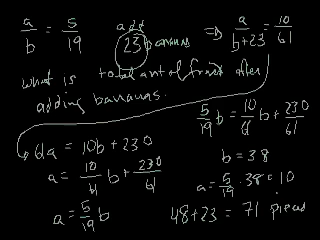 a/b = 5/19 add 23 bananas ⇒ a/(b+23) = 10/61
what is total amt of fruit after
adding bananas.
5/19 b = 10/61 b + 230/61
61a = 10b + 230
b = 38
a = 10/61 b + 230/61
a = 5/19 · 38 = 10
a = 5/19 b
48 + 23 = 71 pieces